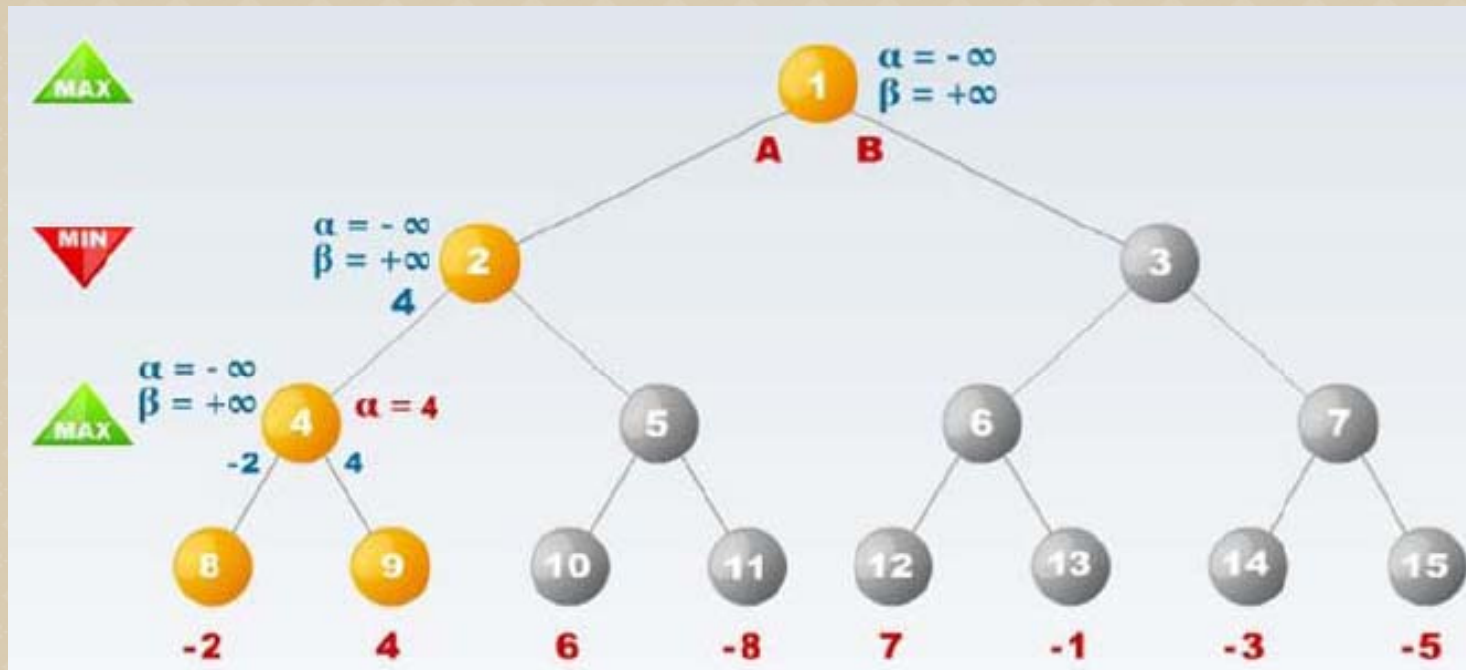 MAX
1
α = - ∞
β = +∞
A B
MIN
α = - ∞
β = +∞
2
3
4
MAX
α = - ∞
β = +∞
4
α = 4
5
6
7
-2 4
8 9 10 11 12 13 14 15
-2 4 6 -8 7 -1 -3 -5